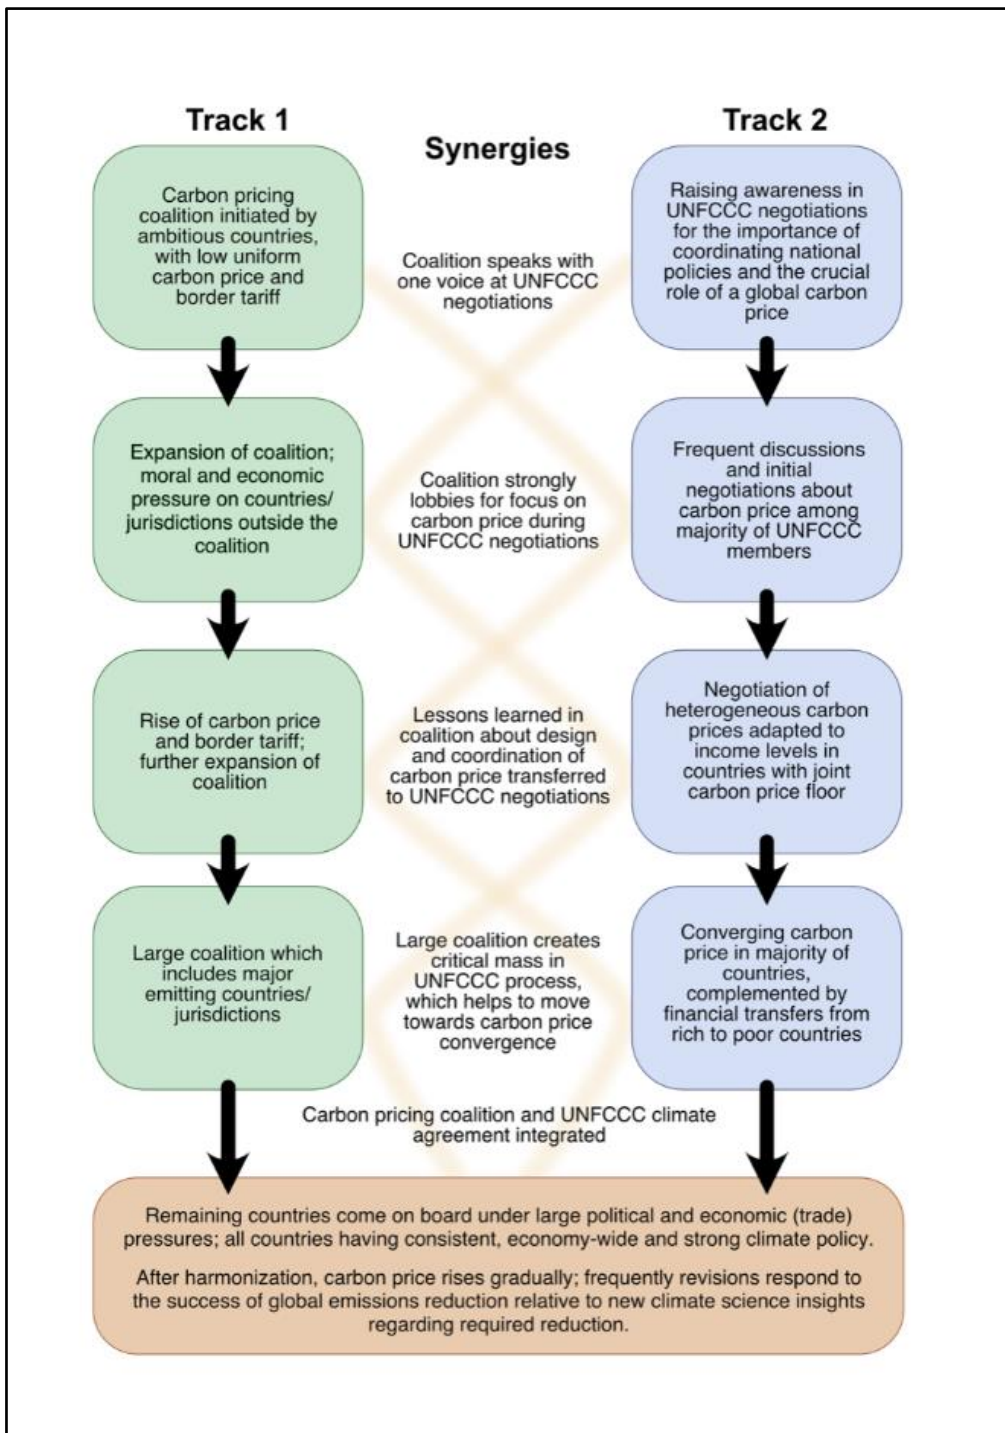 Track 1
Synergies
Track 2
Carbon pricing
coalition initiated by
ambitious countries,
with low uniform
carbon price and
border tariff
Coalition speaks with
one voice at UNFCCC
negotiations
Raising awareness in
UNFCCC negotiations
for the importance of
coordinating national
policies and the crucial
role of a global carbon
price
Expansion of coalition;
moral and economic
pressure on countries/
jurisdictions outside the
coalition
Coalition strongly
lobbies for focus on
carbon price during
UNFCCC negotiations
Frequent discussions
and initial
negotiations about
carbon price among
majority of UNFCCC
members
Rise of carbon price
and border tariff;
further expansion of
coalition
Lessons learned in
coalition about design
and coordination of
carbon price transferred
to UNFCCC negotiations
Negotiation of
heterogeneous carbon
prices adapted to
income levels in
countries with joint
carbon price floor
Large coalition which
includes major
emitting countries/
jurisdictions
Large coalition creates
critical mass in
UNFCCC process,
which helps to move
towards carbon price
convergence
Converging carbon
price in majority of
countries,
complemented by
financial transfers from
rich to poor countries
Carbon pricing coalition and UNFCCC climate
agreement integrated
Remaining countries come on board under large political and economic (trade)
pressures; all countries having consistent, economy-wide and strong climate policy.
After harmonization, carbon price rises gradually; frequently revisions respond to
the success of global emissions reduction relative to new climate science insights
regarding required reduction.